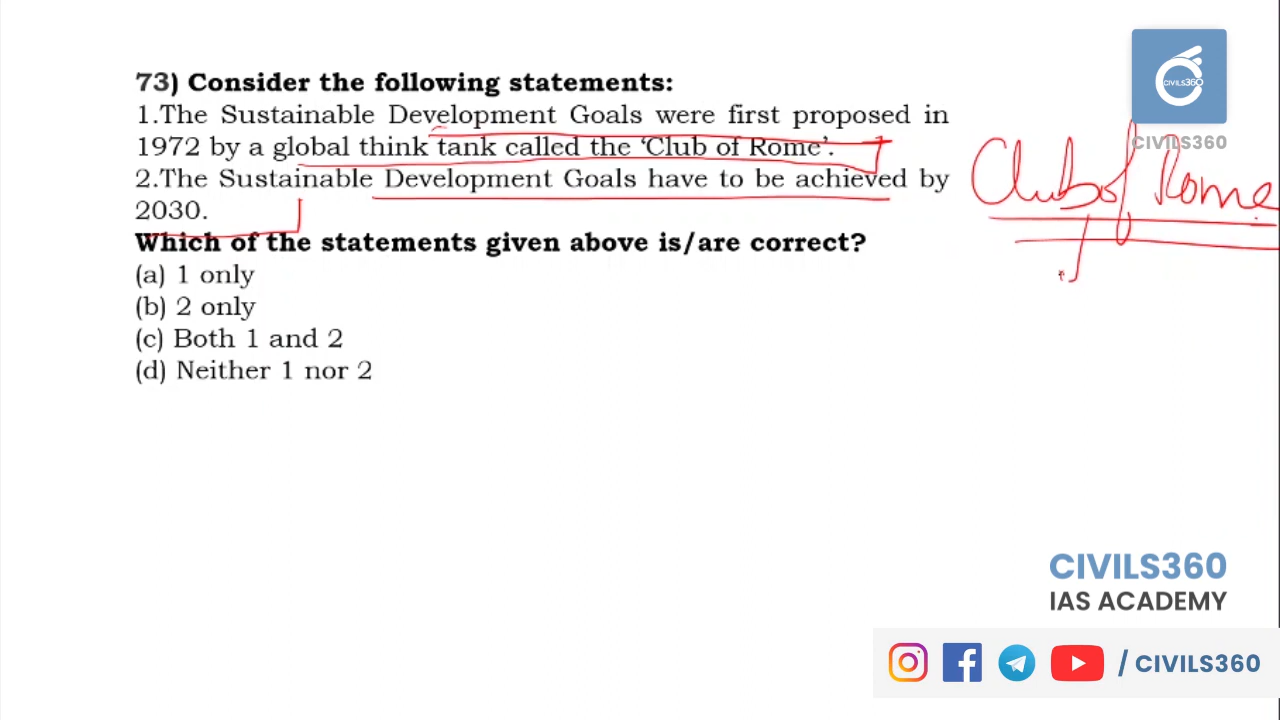 73) Consider the following statements:
1.The Sustainable Development Goals were first proposed in
1972 by a global think tank called the ‘Club of Rome’.
2.The Sustainable Development Goals have to be achieved by
2030.
Which of the statements given above is/are correct?
(a) 1 only
(b) 2 only
(c) Both 1 and 2
(d) Neither 1 nor 2
CIVILS360
CIVILS360
Club of Rome
CIVILS360
IAS ACADEMY
/ CIVILS360